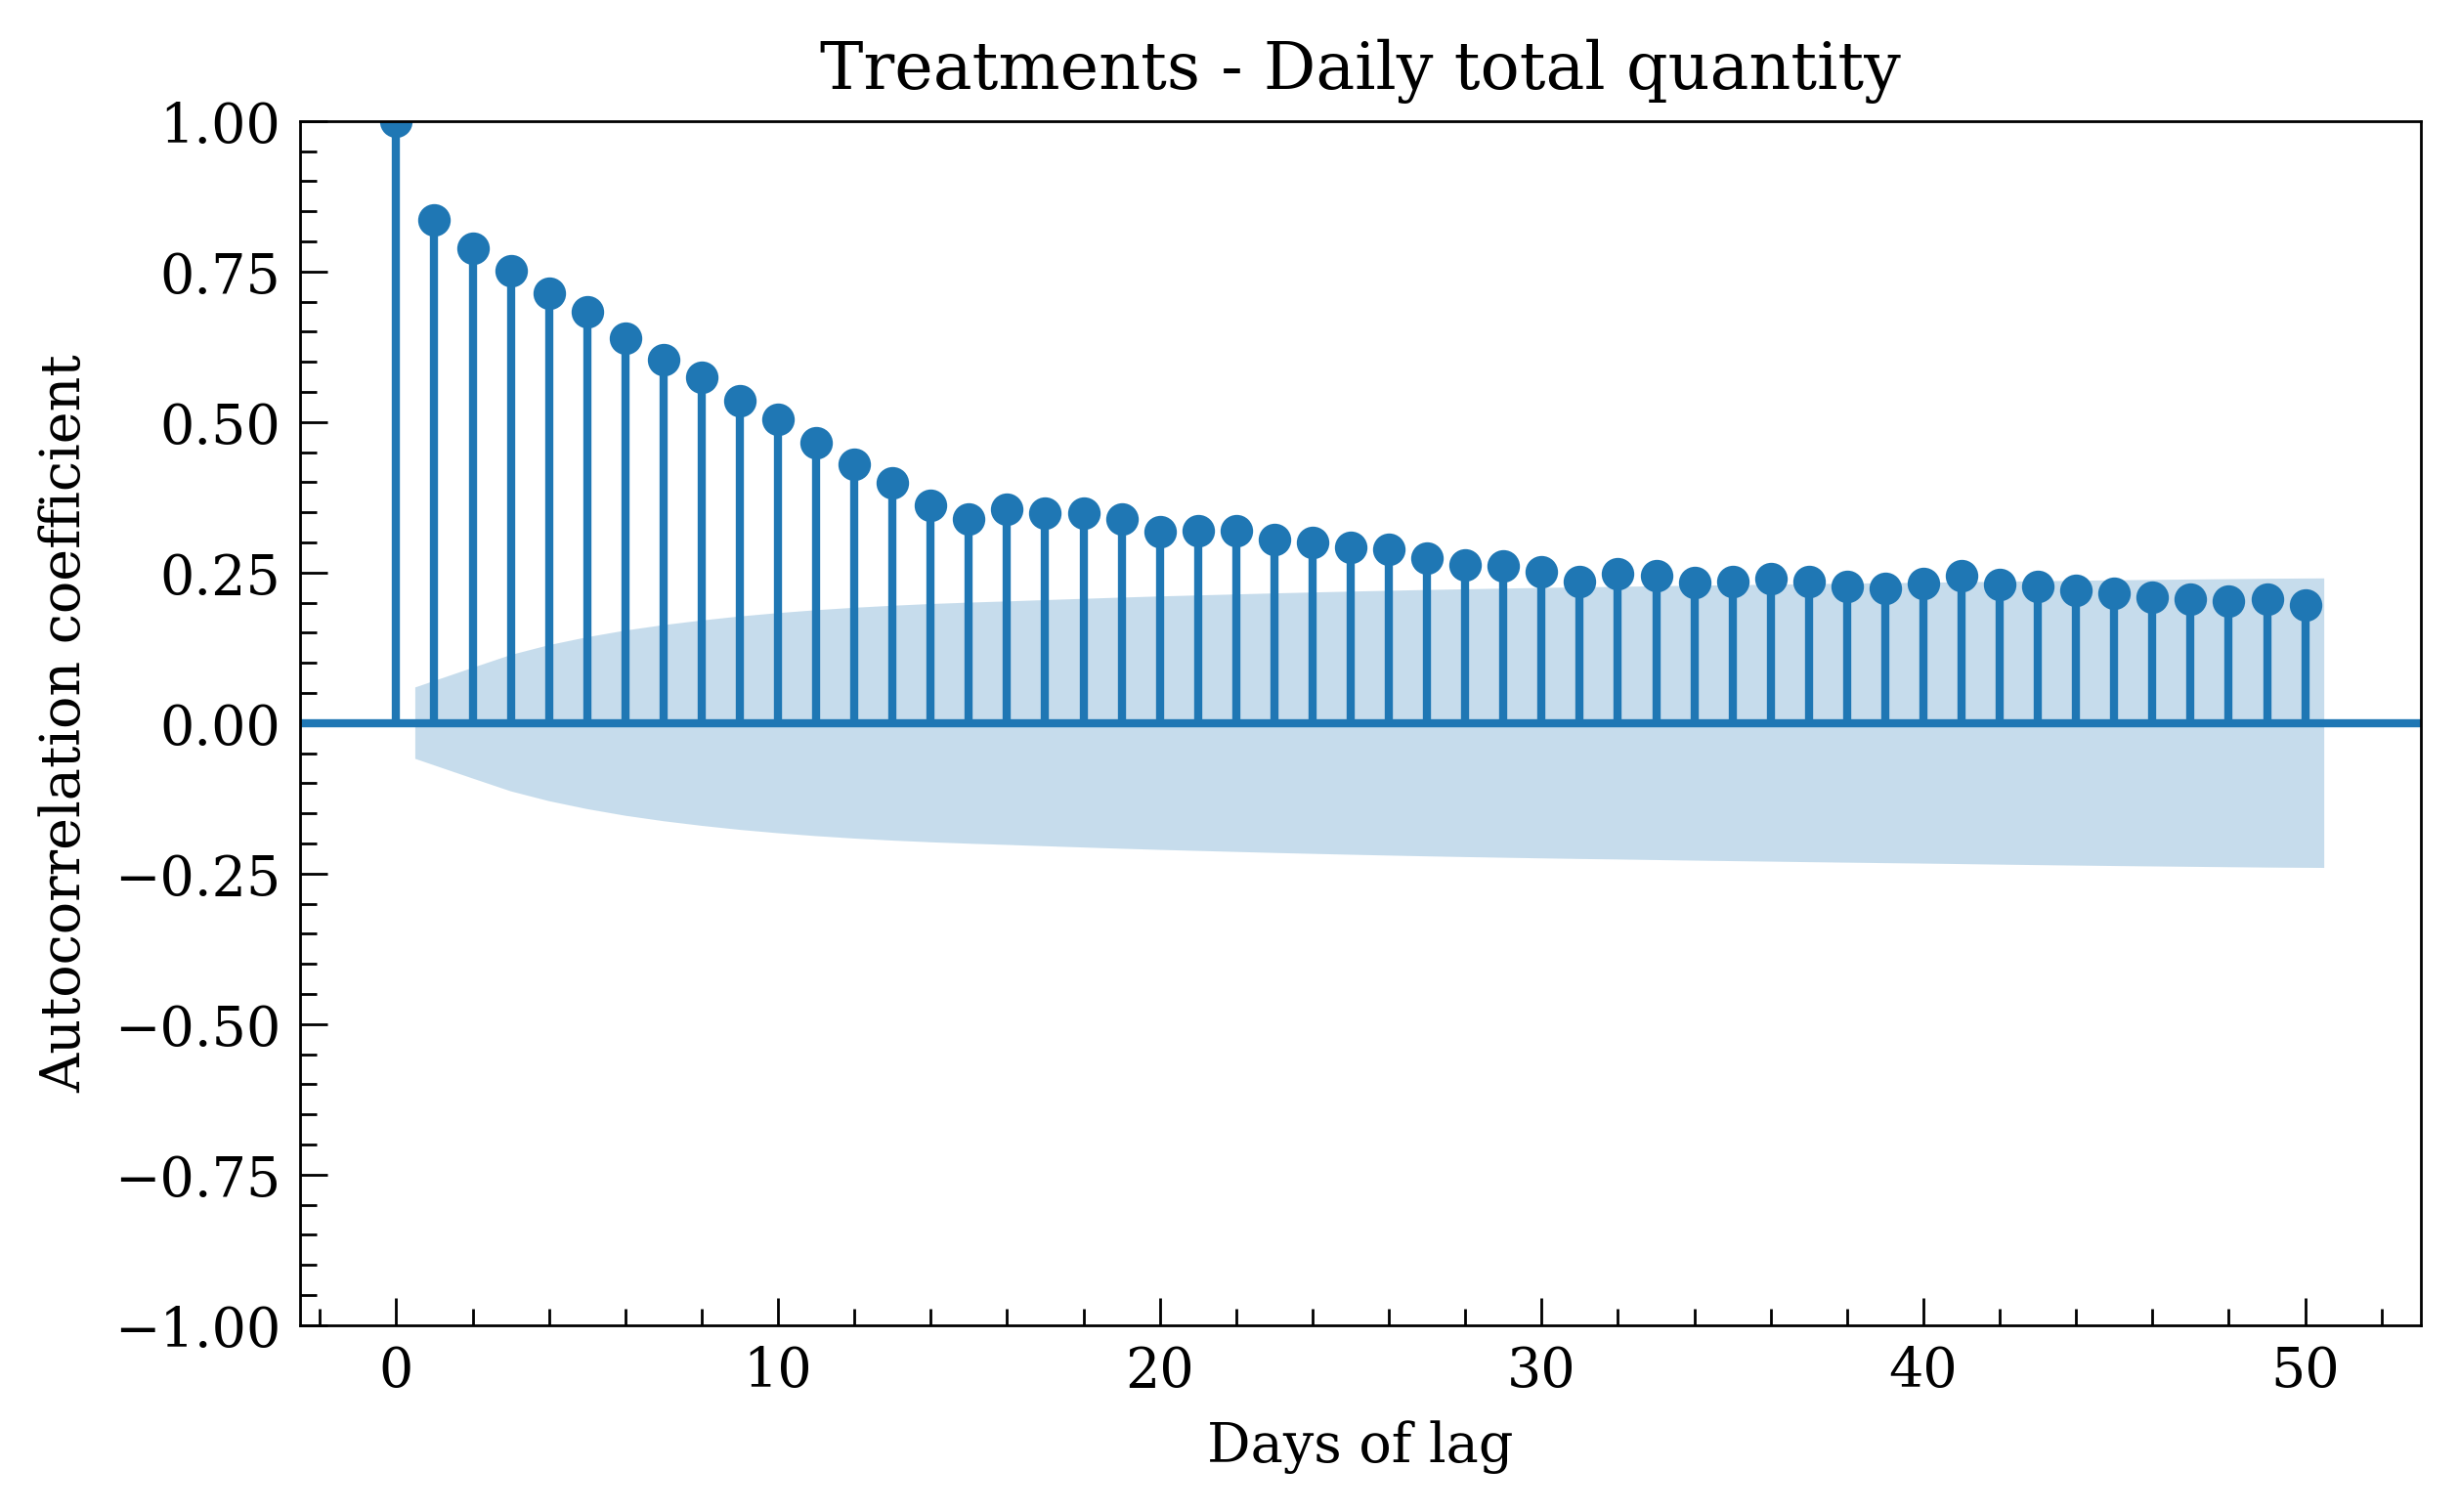 Treatments - Daily total quantity
1.00
0.75
0.50
0.25
0.00
−0.25
−0.50
−0.75
−1.00
Autocorrelation coefficient
0 10 20 30 40 50
Days of lag